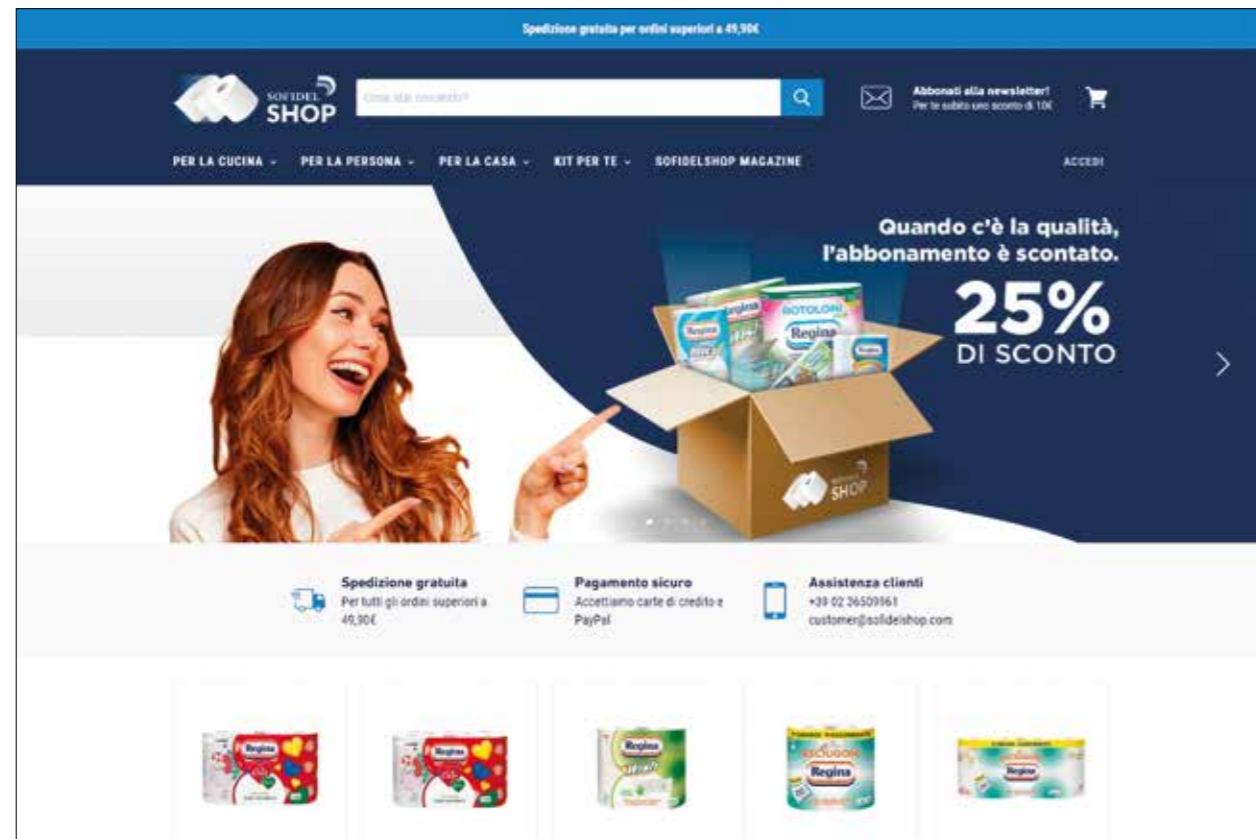 Spedizione gratuita per ordini superiori a 49,90€
SOFIDEL
SHOP
Abbonati alla newsletter!
Per te subito uno sconto di 10€
PER LA CUCINA
PER LA PERSONA
PER LA CASA
KIT PER TE
SOFIDELSHOP MAGAZINE
ACCEDI
Quando c'è la qualità,
l'abbonamento è scontato.
25%
DI SCONTO
Regina
ROTOLONI
Regina
SHOP
Spedizione gratuita
Per tutti gli ordini superiori a
49,90€
Pagamento sicuro
Accettiamo carte di credito e
PayPal
Assistenza clienti
+39 02 36509961
customer@sofidelshop.com
Regina
Regina
Regina
ASCIUGONI
Regina
Regina